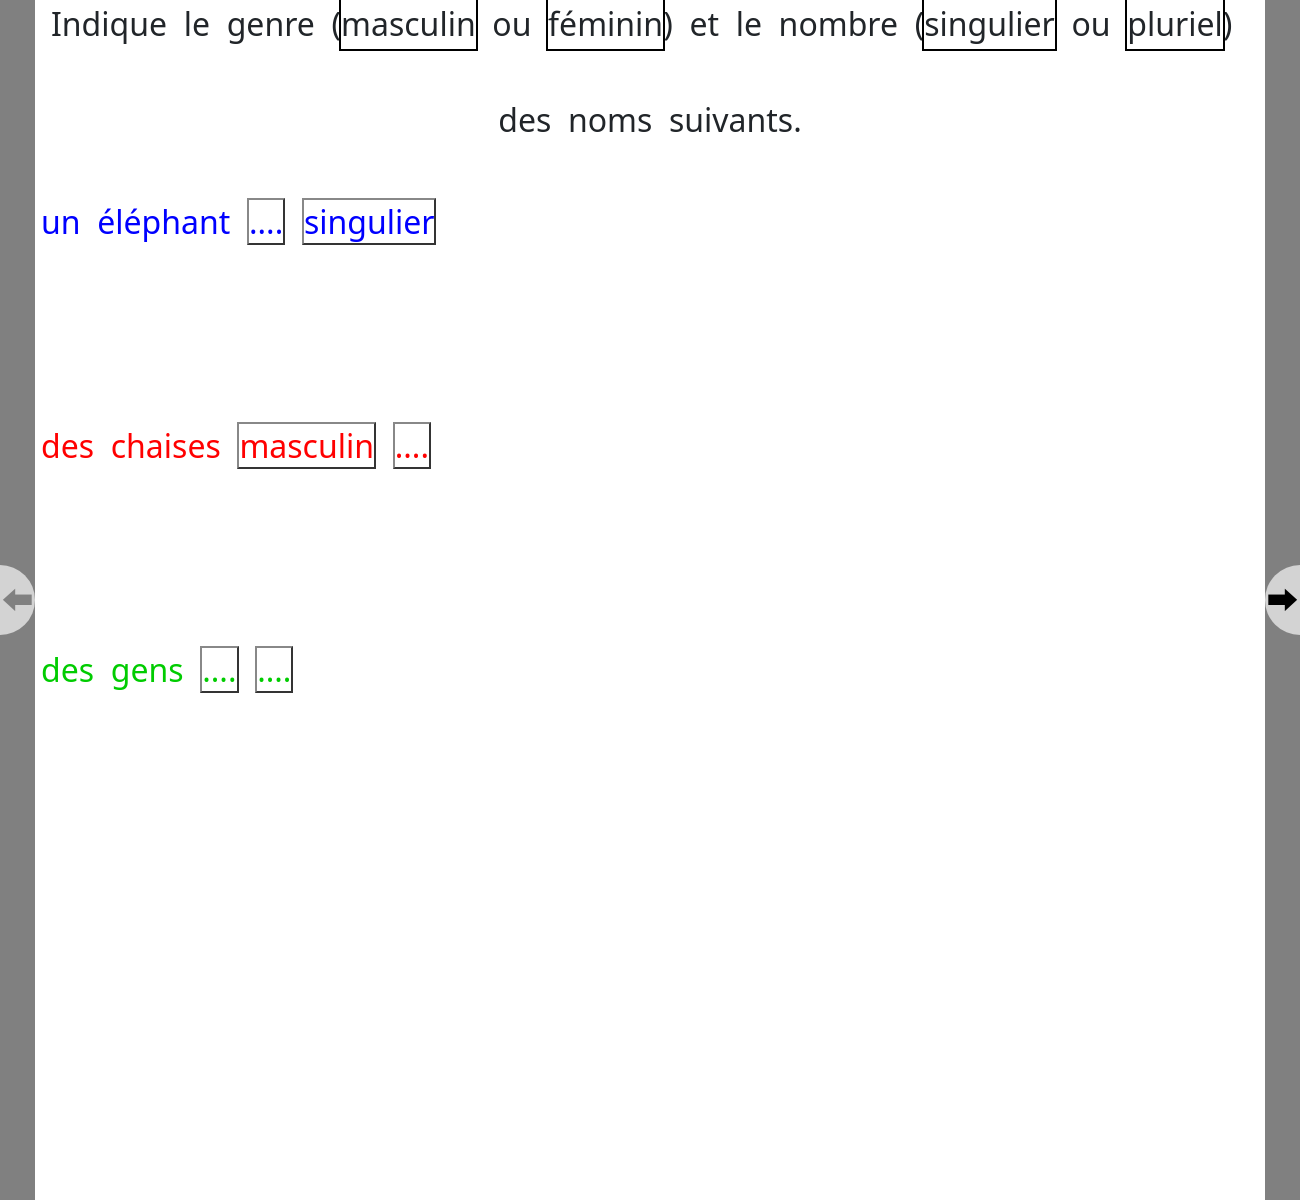 Indique le genre (masculin ou féminin) et le nombre (singulier ou pluriel)
des noms suivants.
un éléphant .... singulier
des chaises masculin ....
des gens .... ....